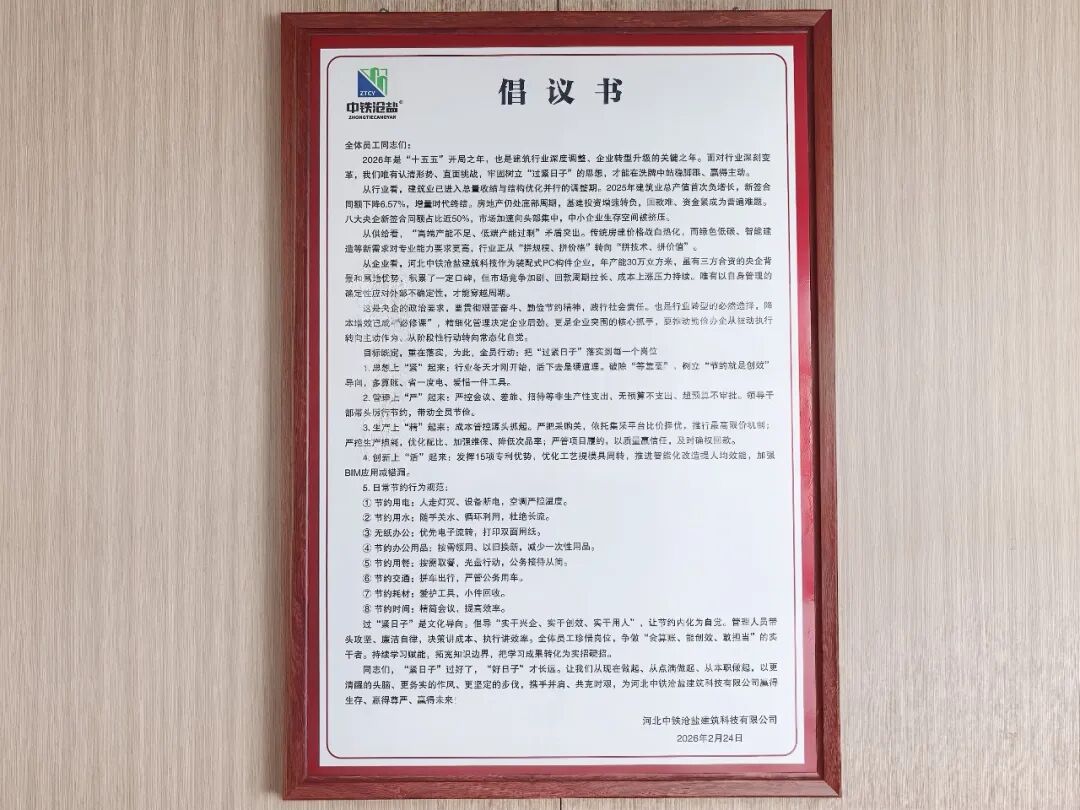 ZTCY
中铁沧盐®
ZHONGTIECANGYAN
倡议书
全体员工同志们：
2026年是“十五五”开局之年，也是建筑行业深度调整、企业转型升级的关键之年。面对行业深刻变
革，我们唯有认清形势、直面挑战，牢固树立“过紧日子”的思想，才能在洗牌中站稳脚跟、赢得主动。
从行业看，建筑业已进入总量收缩与结构优化并行的调整期。2025年建筑业总产值首次负增长，新签合
同额下降6.57%，增量时代终结。房地产仍处底部周期，基建投资增速转负，回款难、资金紧成为普遍难题。
八大央企新签合同额占比近50%，市场加速向头部集中，中小企业生存空间被挤压。
从供给看，“高端产能不足、低端产能过剩”矛盾突出。传统房建价格战白热化，而绿色低碳、智能建
造等新需求对专业能力要求更高，行业正从“拼规模、拼价格”转向“拼技术、拼价值”。
从企业看，河北中铁沧盐建筑科技作为装配式PC构件企业，年产能30万立方米，虽有三方合资的央企背
景和属地优势，积累了一定口碑，但市场竞争加剧、回款周期拉长、成本上涨压力持续。唯有以自身管理的
确定性应对外部不确定性，才能穿越周期。
这是央企的政治要求，要贯彻艰苦奋斗、勤俭节约精神，践行社会责任。也是行业转型的必然选择，降
本增效已成“必修课”，精细化管理决定企业后劲。更是企业突围的核心抓手，要推动勤俭办企从被动执行
转向主动作为、从阶段性行动转向常态化自觉。
目标既定，重在落实，为此，全员行动：把“过紧日子”落实到每一个岗位
1. 思想上“紧”起来：行业冬天才刚开始，活下去是硬道理。破除“等靠要”、树立“节约就是创效”
导向，多算账、省一度电、爱惜一件工具。
2. 管理上“严”起来：严控会议、差旅、招待等非生产性支出，无预算不支出、超预算不审批。领导干
部带头厉行节约，带动全员节俭。
3. 生产上“精”起来：成本管控源头抓起。严把采购关，依托集采平台比价择优，推行最高限价机制；
严控生产损耗，优化配比、加强维保、降低次品率；严管项目履约，以质量赢信任，及时确权回款。
4. 创新上“活”起来：发挥15项专利优势，优化工艺提模具周转，推进智能化改造提人均效能，加强
BIM应用减错漏。
5. 日常节约行为规范：
① 节约用电：人走灯灭、设备断电，空调严控温度。
② 节约用水：随手关水、循环利用，杜绝长流。
③ 无纸办公：优先电子流转，打印双面用纸。
④ 节约办公用品：按需领用、以旧换新，减少一次性用品。
⑤ 节约用餐：按需取餐，光盘行动，公务接待从简。
⑥ 节约交通：拼车出行，严管公务用车。
⑦ 节约耗材：爱护工具，小件回收。
⑧ 节约时间：精简会议，提高效率。
过“紧日子”是文化导向。倡导“实干兴企、实干创效、实干用人”，让节约内化为自觉。管理人员带
头攻坚、廉洁自律，决策讲成本、执行讲效率。全体员工珍惜岗位，争做“会算账、能创效、敢担当”的实
干者。持续学习赋能，拓宽知识边界，把学习成果转化为实招硬招。
同志们，“紧日子”过好了，“好日子”才长远。让我们从现在做起、从点滴做起、从本职做起，以更
清醒的头脑、更务实的作风、更坚定的步伐，携手并肩、共克时艰，为河北中铁沧盐建筑科技有限公司赢得
生存、赢得尊严、赢得未来！
河北中铁沧盐建筑科技有限公司
2026年2月24日